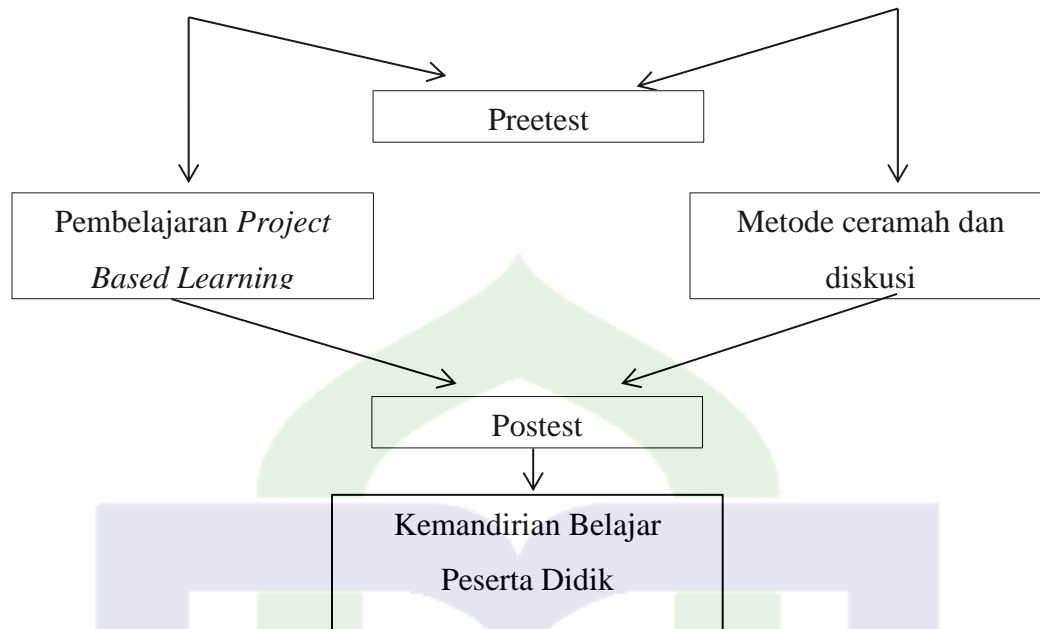 Preetest
Pembelajaran Project
Based Learning
Metode ceramah dan
diskusi
Postest
Kemandirian Belajar
Peserta Didik